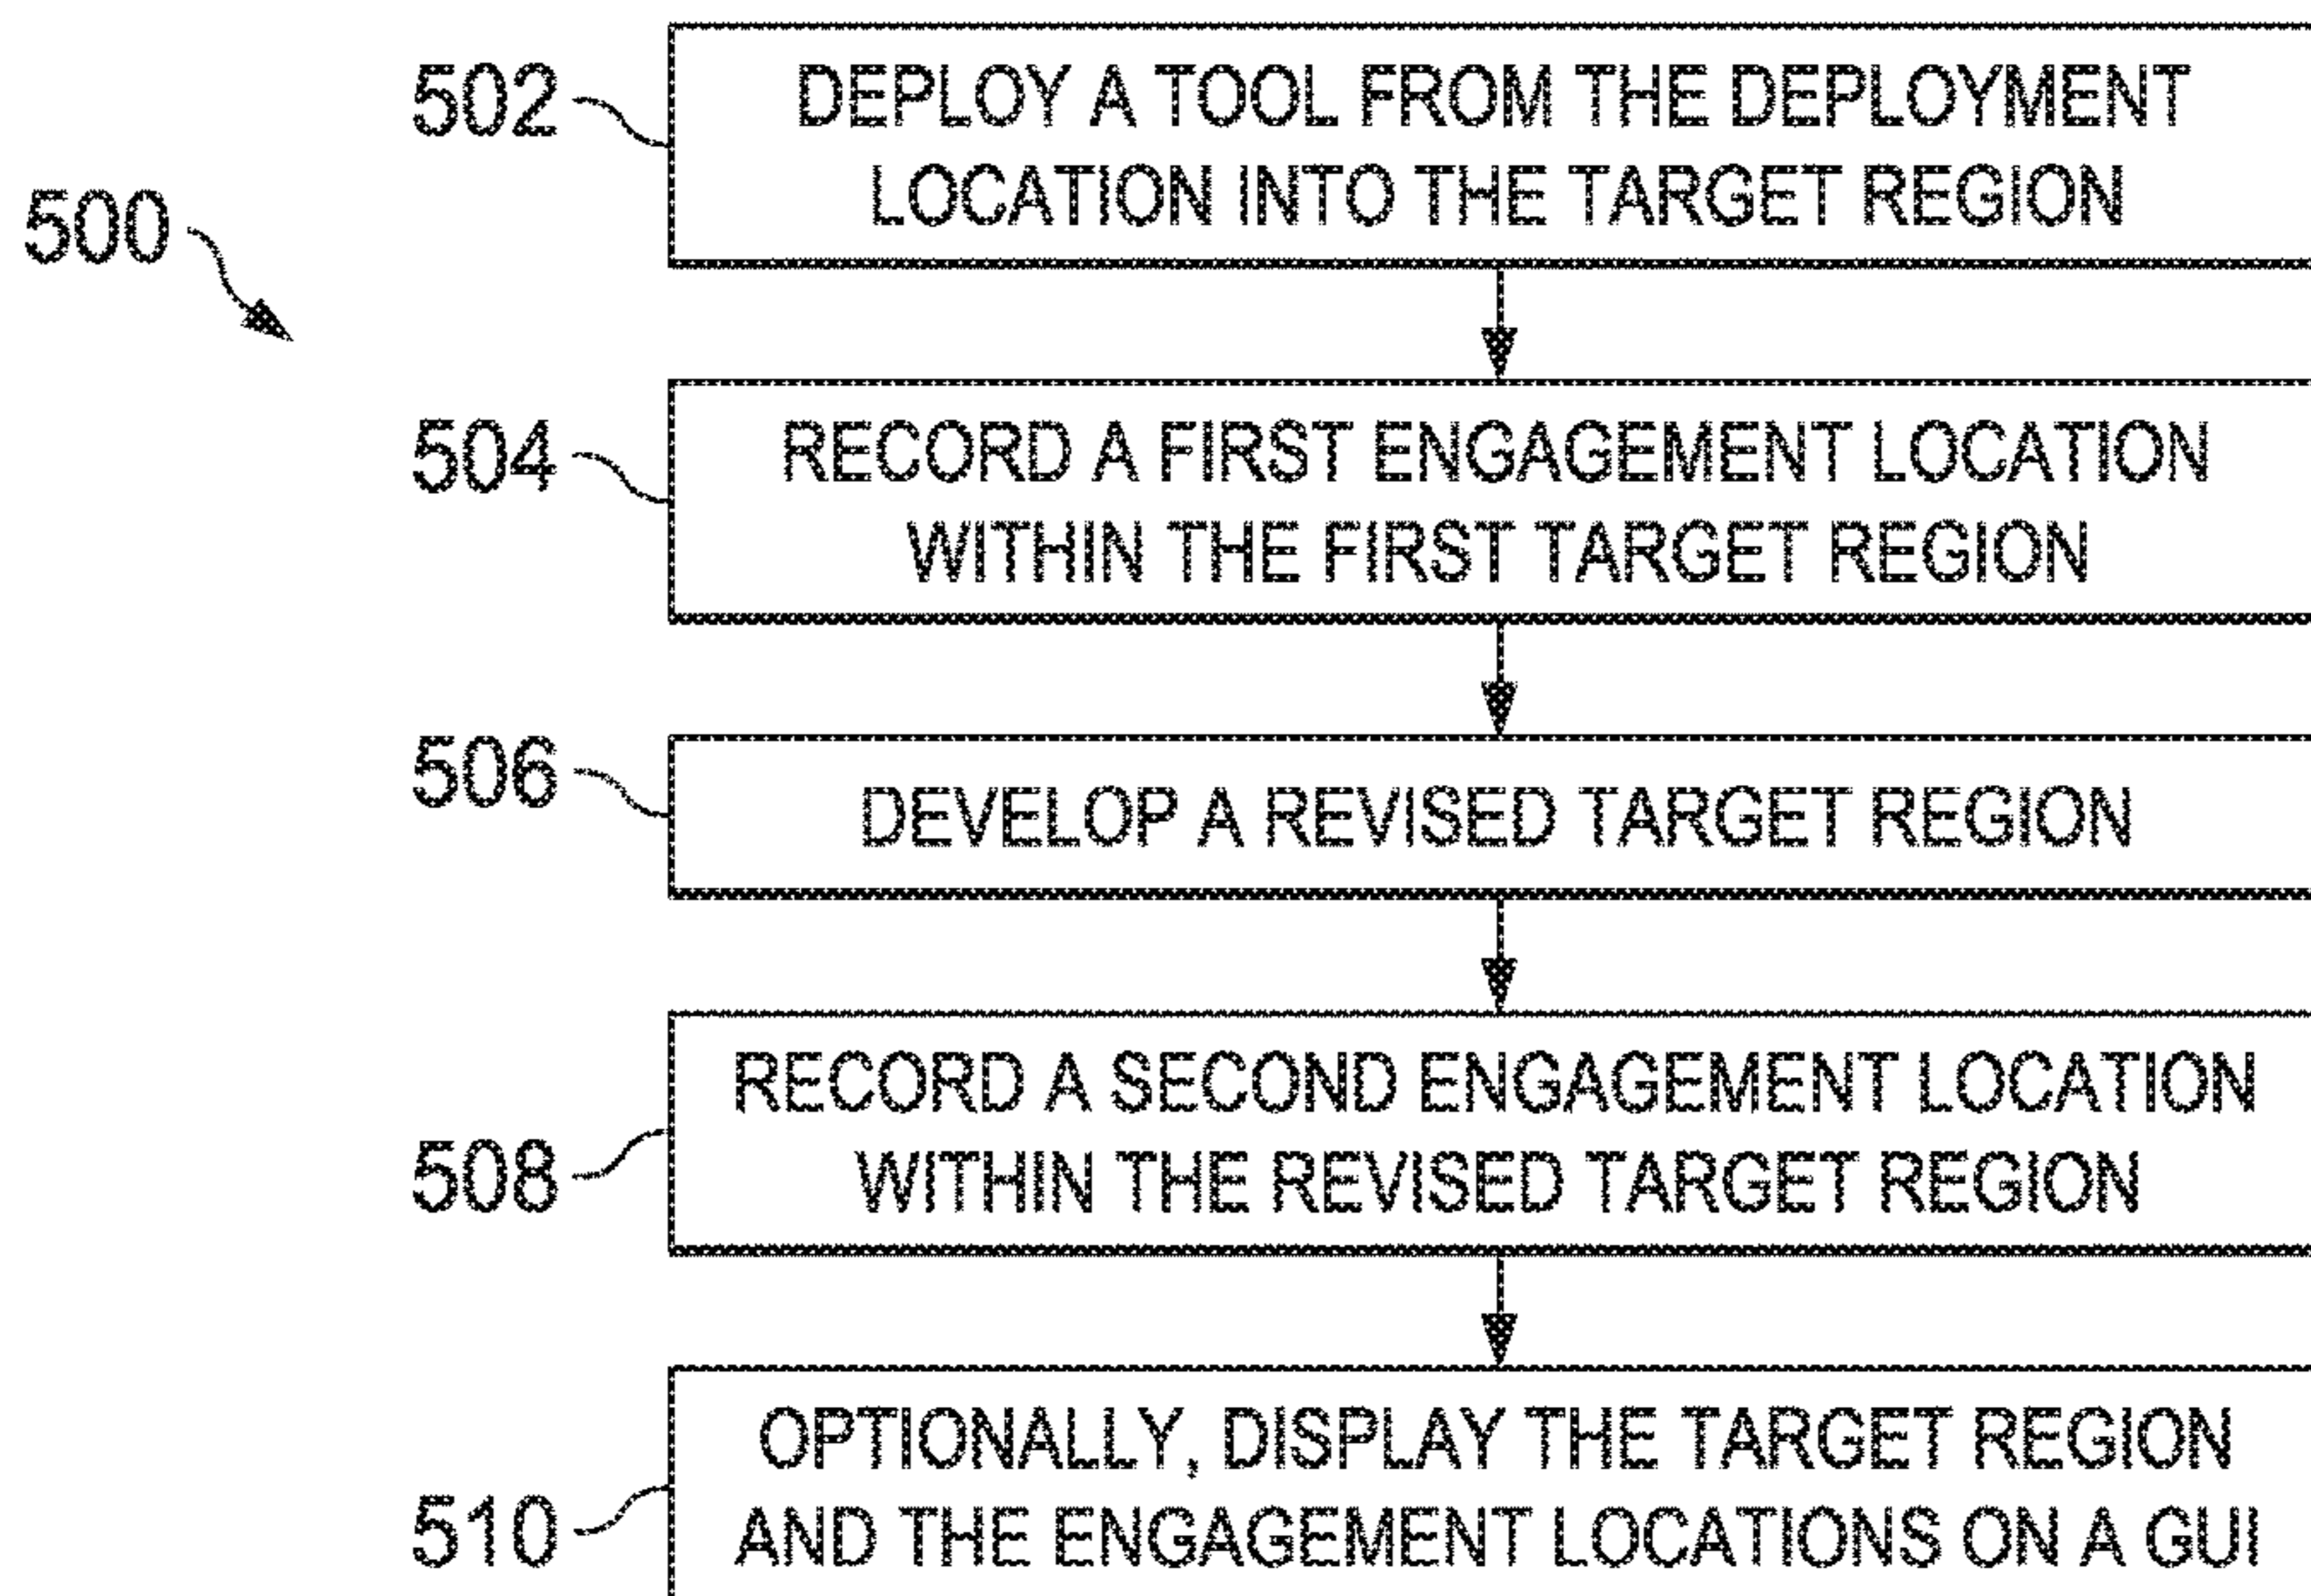 502
DEPLOY A TOOL FROM THE DEPLOYMENT
LOCATION INTO THE TARGET REGION
500
504
RECORD A FIRST ENGAGEMENT LOCATION
WITHIN THE FIRST TARGET REGION
506
DEVELOP A REVISED TARGET REGION
RECORD A SECOND ENGAGEMENT LOCATION
508
WITHIN THE REVISED TARGET REGION
OPTIONALLY, DISPLAY THE TARGET REGION
510
AND THE ENGAGEMENT LOCATIONS ON A GUI